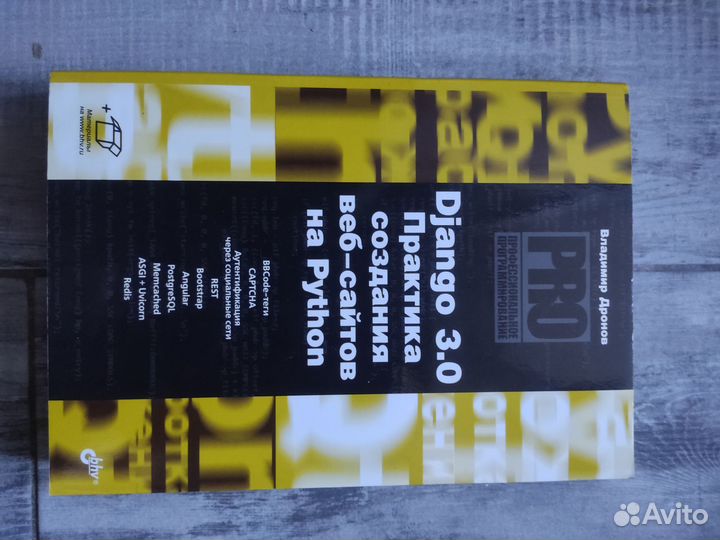 Владимир Дронов
PRO
ПРОФЕССИОНАЛЬНОЕ
ПРОГРАММИРОВАНИЕ
Django 3.0
Практика
создания
веб-сайтов
на Python
BBCode-теги
CAPTCHA
Аутентификация
через социальные сети
REST
Bootstrap
Angular
PostgreSQL
Memcached
ASGI + Uvicorn
Redis
+
Материалы
на www.bhv.ru
bhv®
Avito